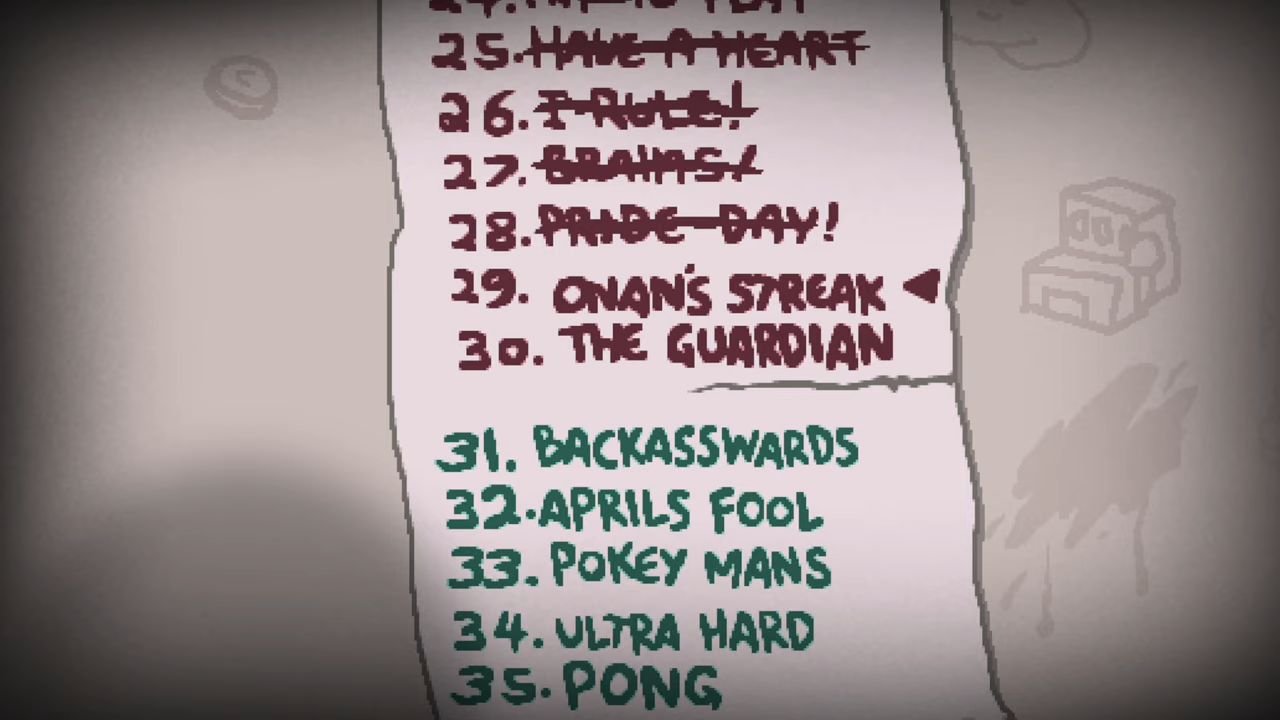 25. HAVE A HEART
26. I RULE!
27. BRAINS!
28. PRIDE DAY!
29. ONAN'S STREAK
30. THE GUARDIAN
31. BACKASSWARDS
32. APRILS FOOL
33. POKEY MANS
34. ULTRA HARD
35. PONG